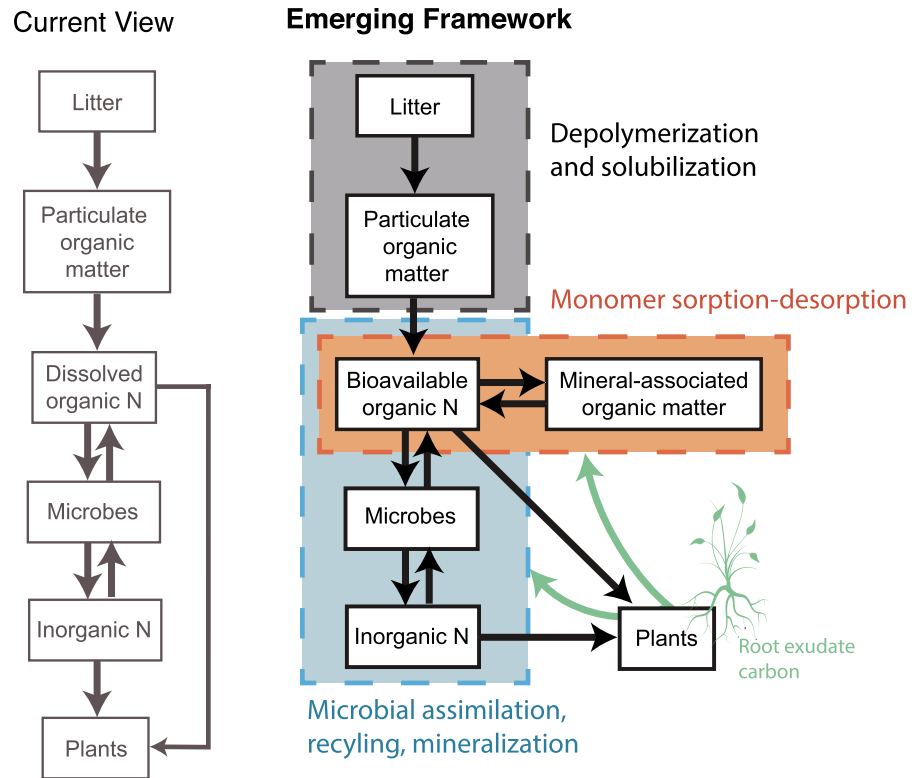 Current View
Litter
Particulate
organic
matter
Dissolved
organic N
Microbes
Inorganic N
Plants
Emerging Framework
Litter
Particulate
organic
matter
Depolymerization
and solubilization
Monomer sorption-desorption
Bioavailable
organic N
Mineral-associated
organic matter
Microbes
Inorganic N
Plants
Root exudate
carbon
Microbial assimilation,
recyling, mineralization